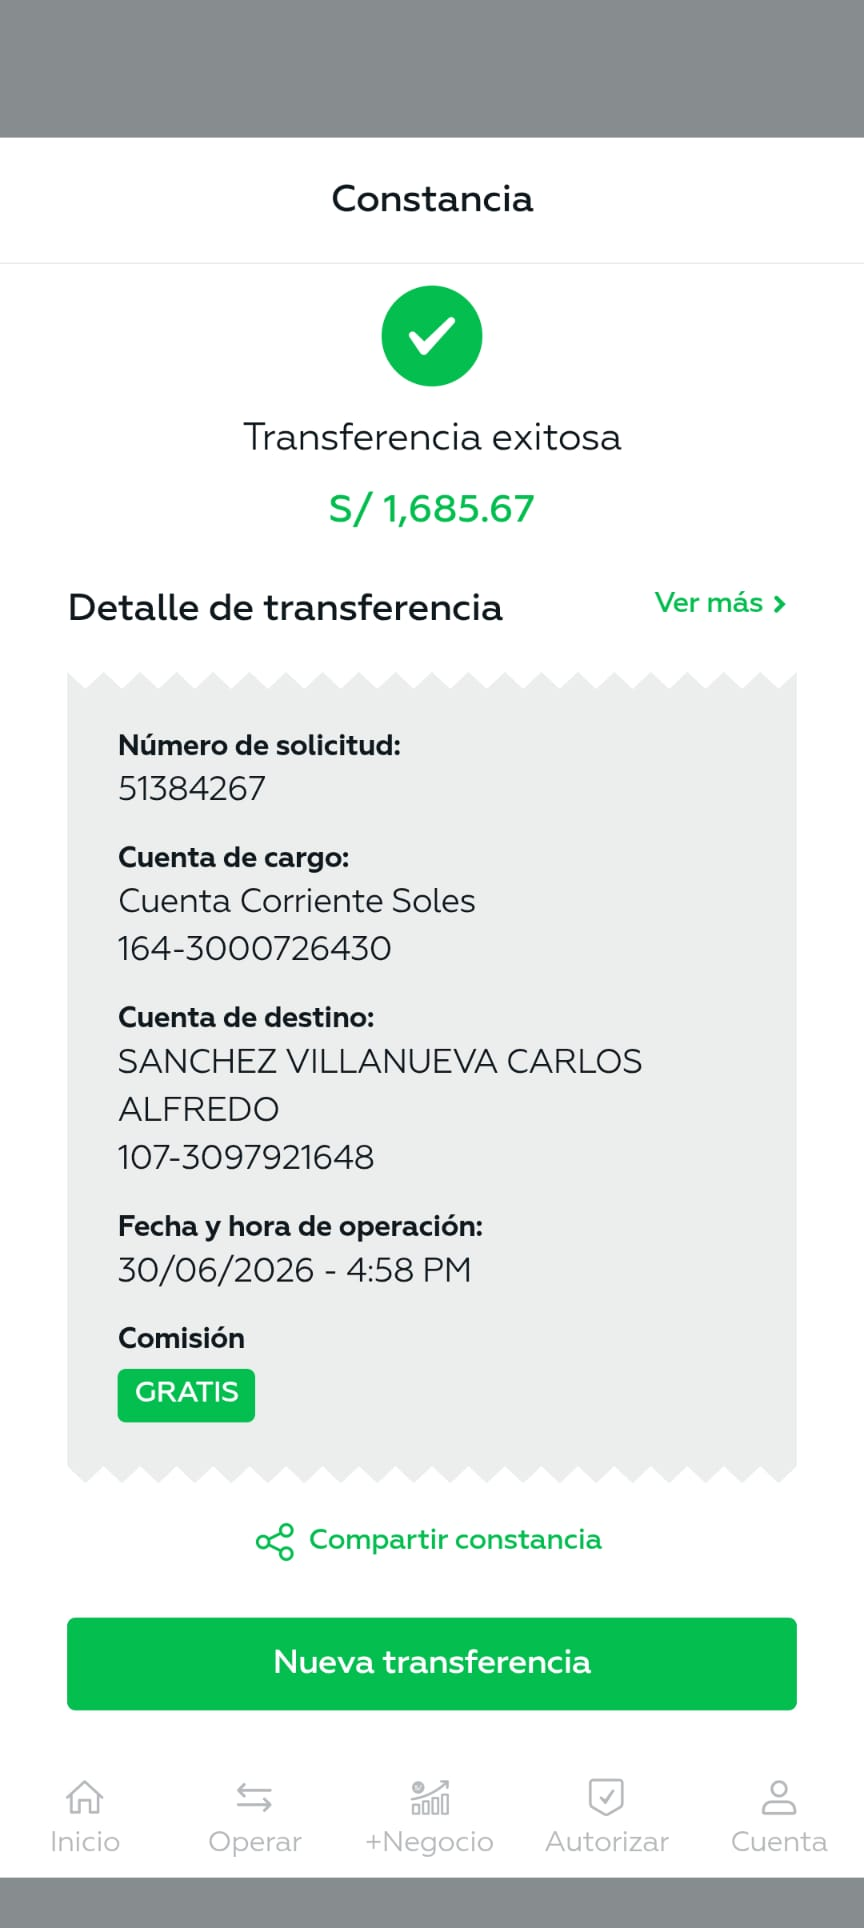 Constancia
Transferencia exitosa
S/ 1,685.67
Detalle de transferencia
Ver más
Número de solicitud:
51384267
Cuenta de cargo:
Cuenta Corriente Soles
164-3000726430
Cuenta de destino:
SANCHEZ VILLANUEVA CARLOS
ALFREDO
107-3097921648
Fecha y hora de operación:
30/06/2026 - 4:58 PM
Comisión
GRATIS
Compartir constancia
Nueva transferencia
Inicio
Operar
+Negocio
Autorizar
Cuenta